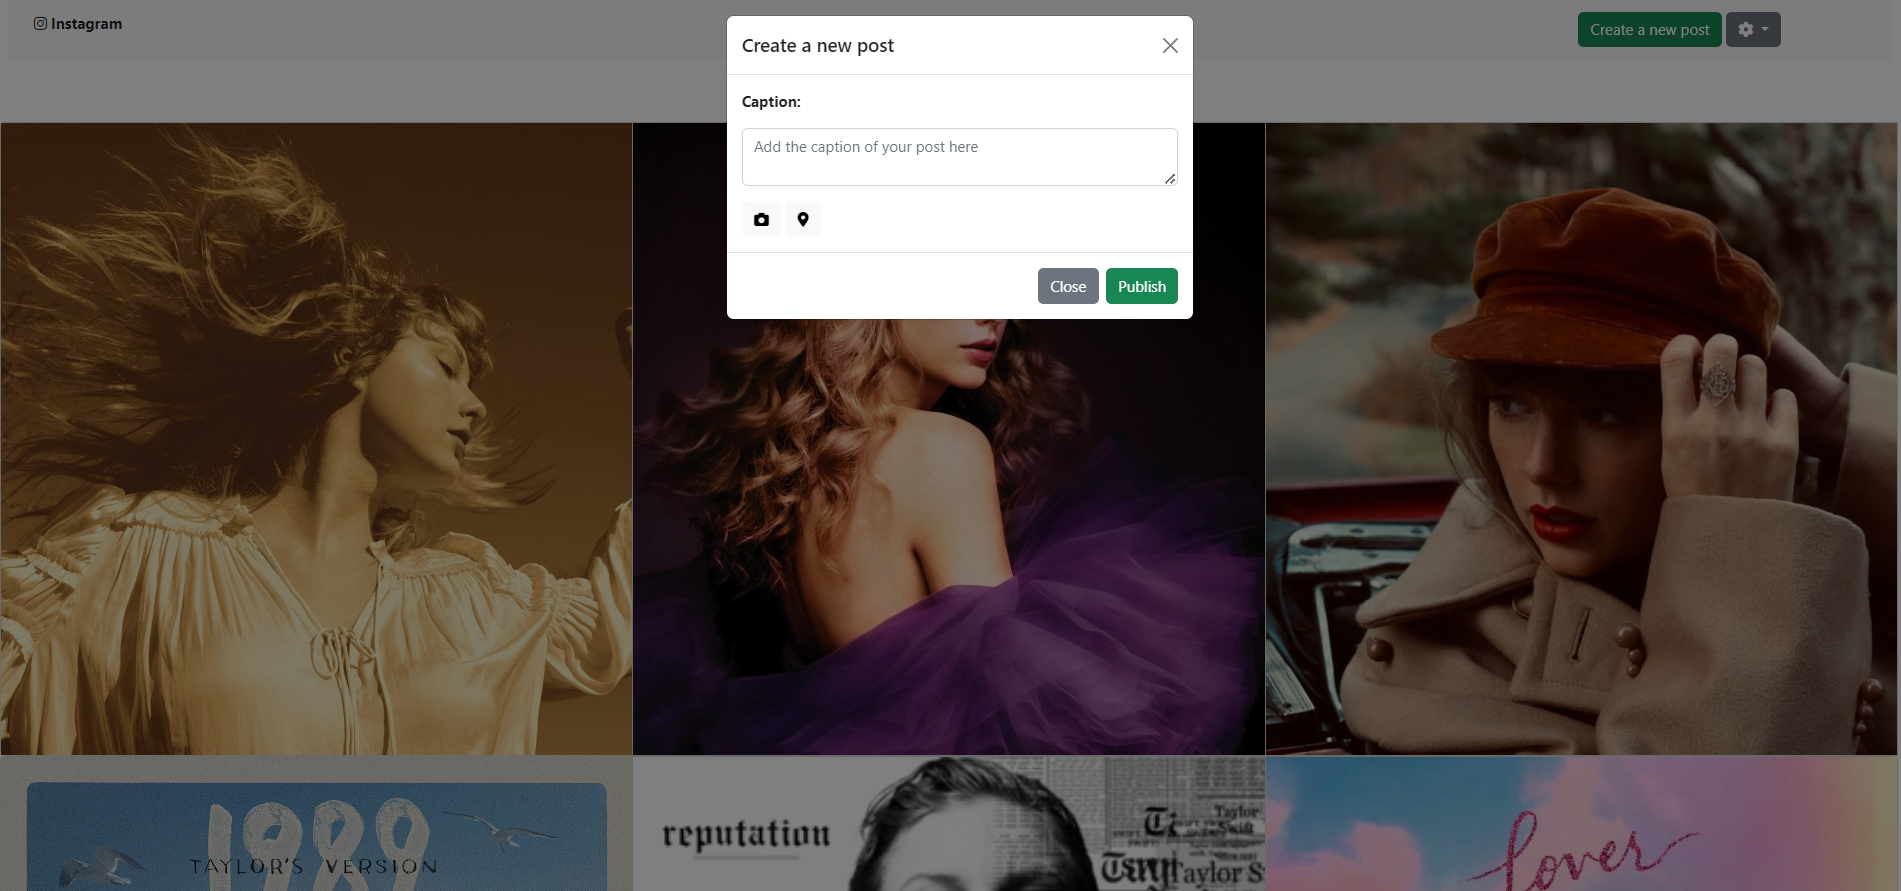 Instagram
Create a new post
Create a new post
Caption:
Add the caption of your post here
Close
Publish
1989
TAYLOR'S VERSION
reputation
Taylor
Swift
Taylor S
lover